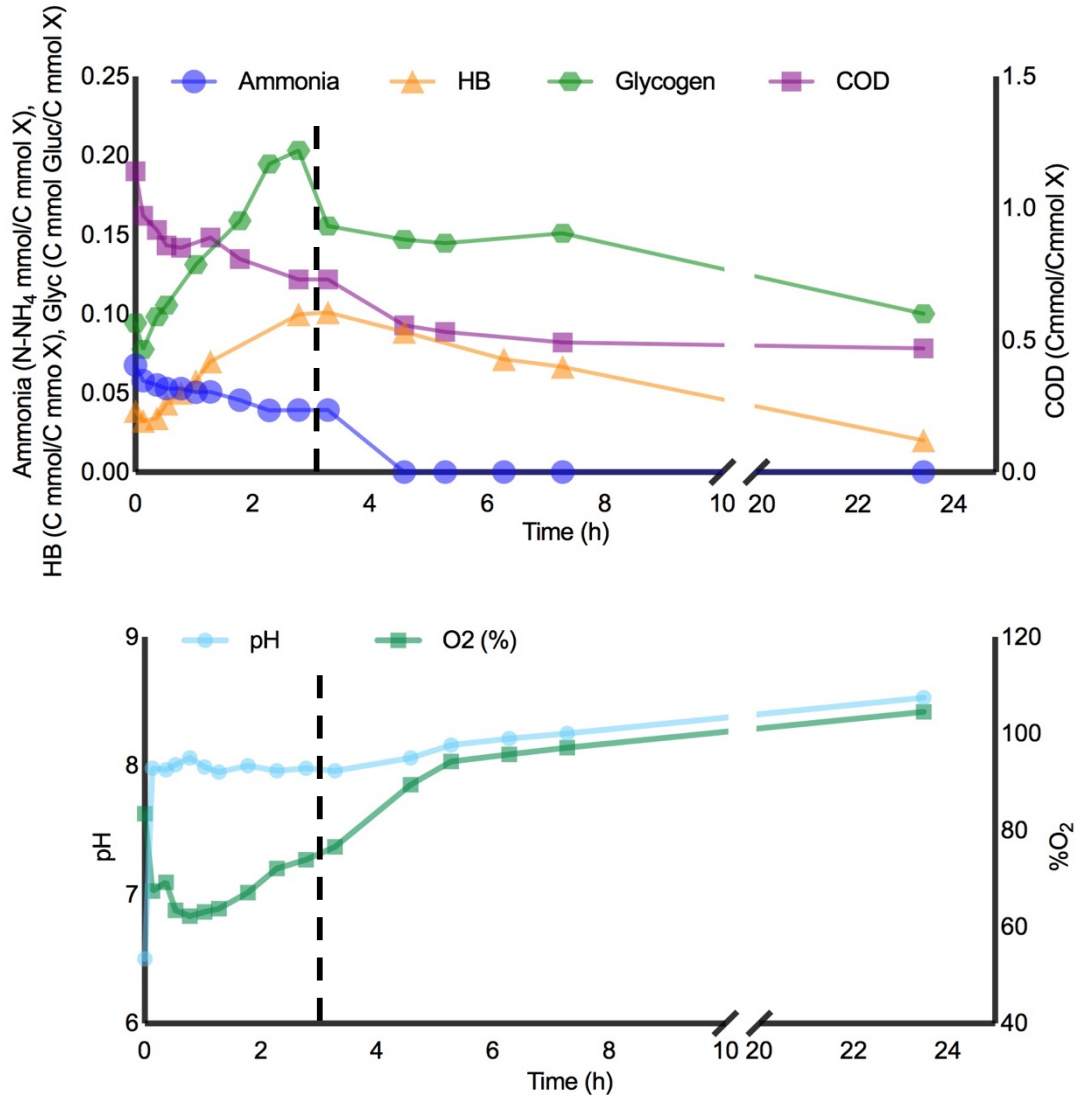 Ammonia (N-NH4 mmol/C mmol X),
HB (C mmol/C mmo X), Glyc (C mmol Gluc/C mmol X)
Ammonia HB Glycogen COD
0.25
0.20
0.15
0.10
0.05
0.00
1.5
1.0
0.5
0.0
COD (Cmmol/Cmmol X)
0 2 4 6 8 10 20 22 24
Time (h)
pH O2 (%)
9
8
7
6
pH
120
100
80
60
40
%O2
0 2 4 6 8 10 20 22 24
Time (h)